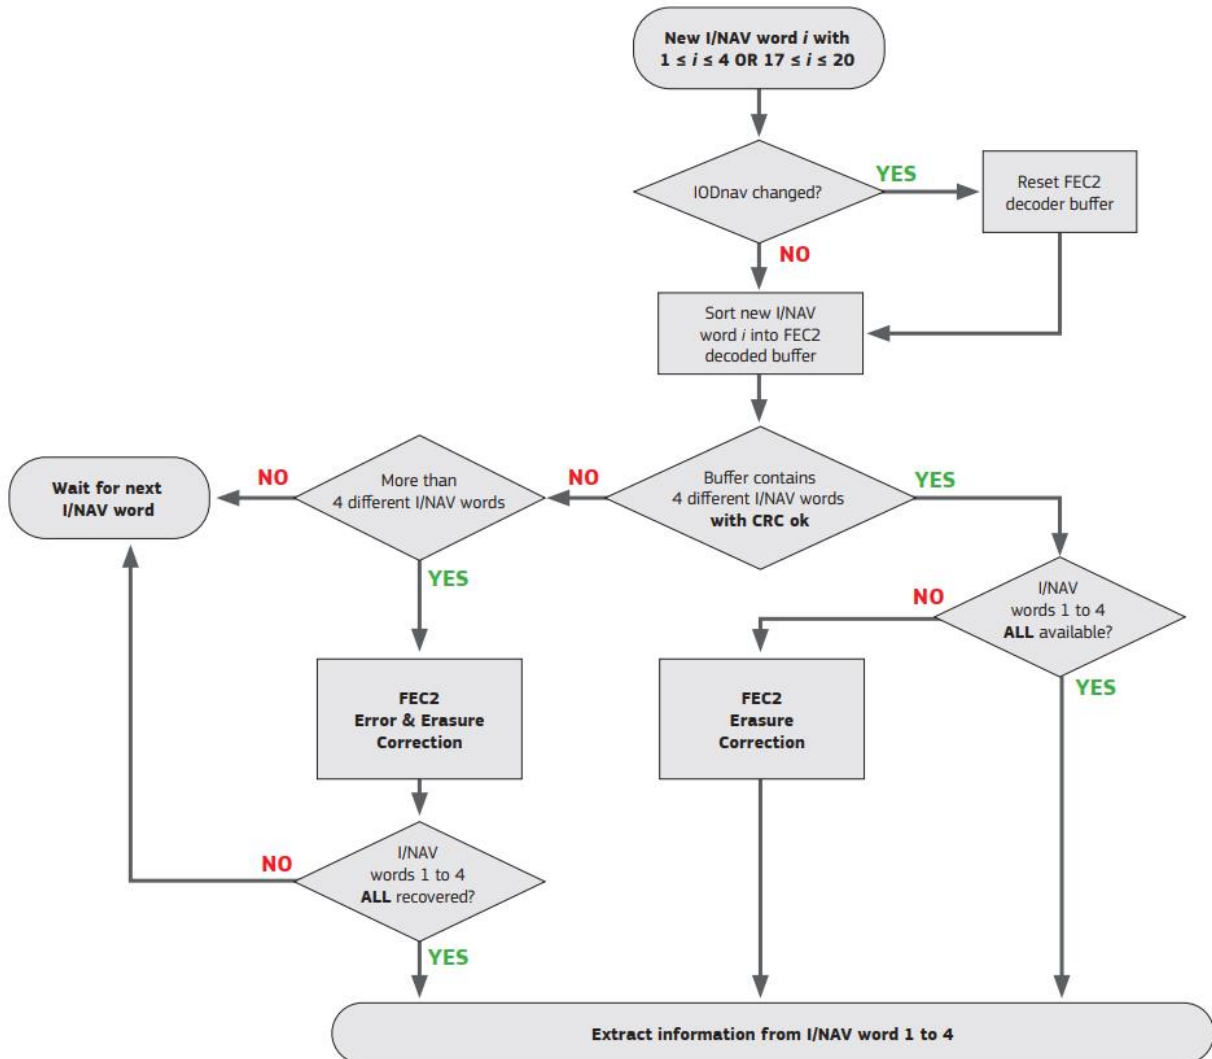 New I/NAV word i with
1 ≤ i ≤ 4 OR 17 ≤ i ≤ 20
IODnav changed?
YES
Reset FEC2
decoder buffer
NO
Sort new I/NAV
word i into FEC2
decoded buffer
Wait for next
I/NAV word
NO
More than
4 different I/NAV words
NO
Buffer contains
4 different I/NAV words
with CRC ok
YES
YES
NO
I/NAV
words 1 to 4
ALL available?
YES
FEC2
Error & Erasure
Correction
FEC2
Erasure
Correction
NO
I/NAV
words 1 to 4
ALL recovered?
YES
Extract information from I/NAV word 1 to 4